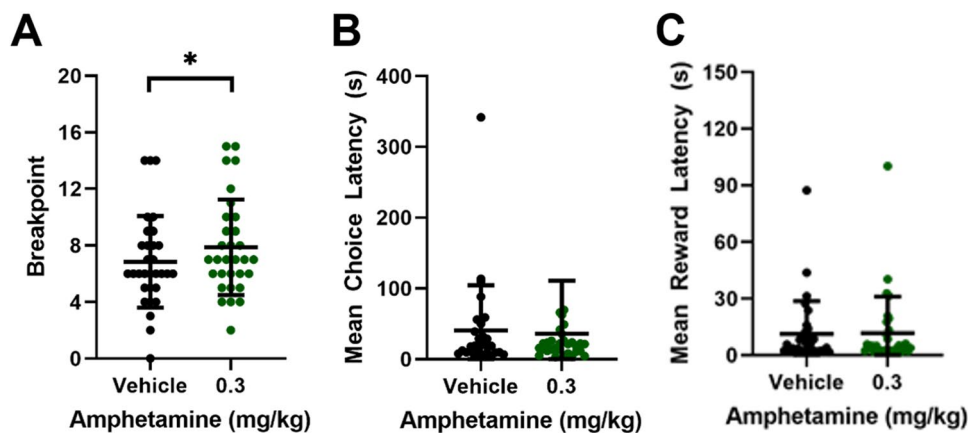 A
B
C
*
Breakpoint
20
16
12
8
4
0
Vehicle 0.3
Amphetamine (mg/kg)
Mean Choice Latency (s)
400
300
200
100
0
Vehicle 0.3
Amphetamine (mg/kg)
Mean Reward Latency (s)
150
120
90
60
30
0
Vehicle 0.3
Amphetamine (mg/kg)